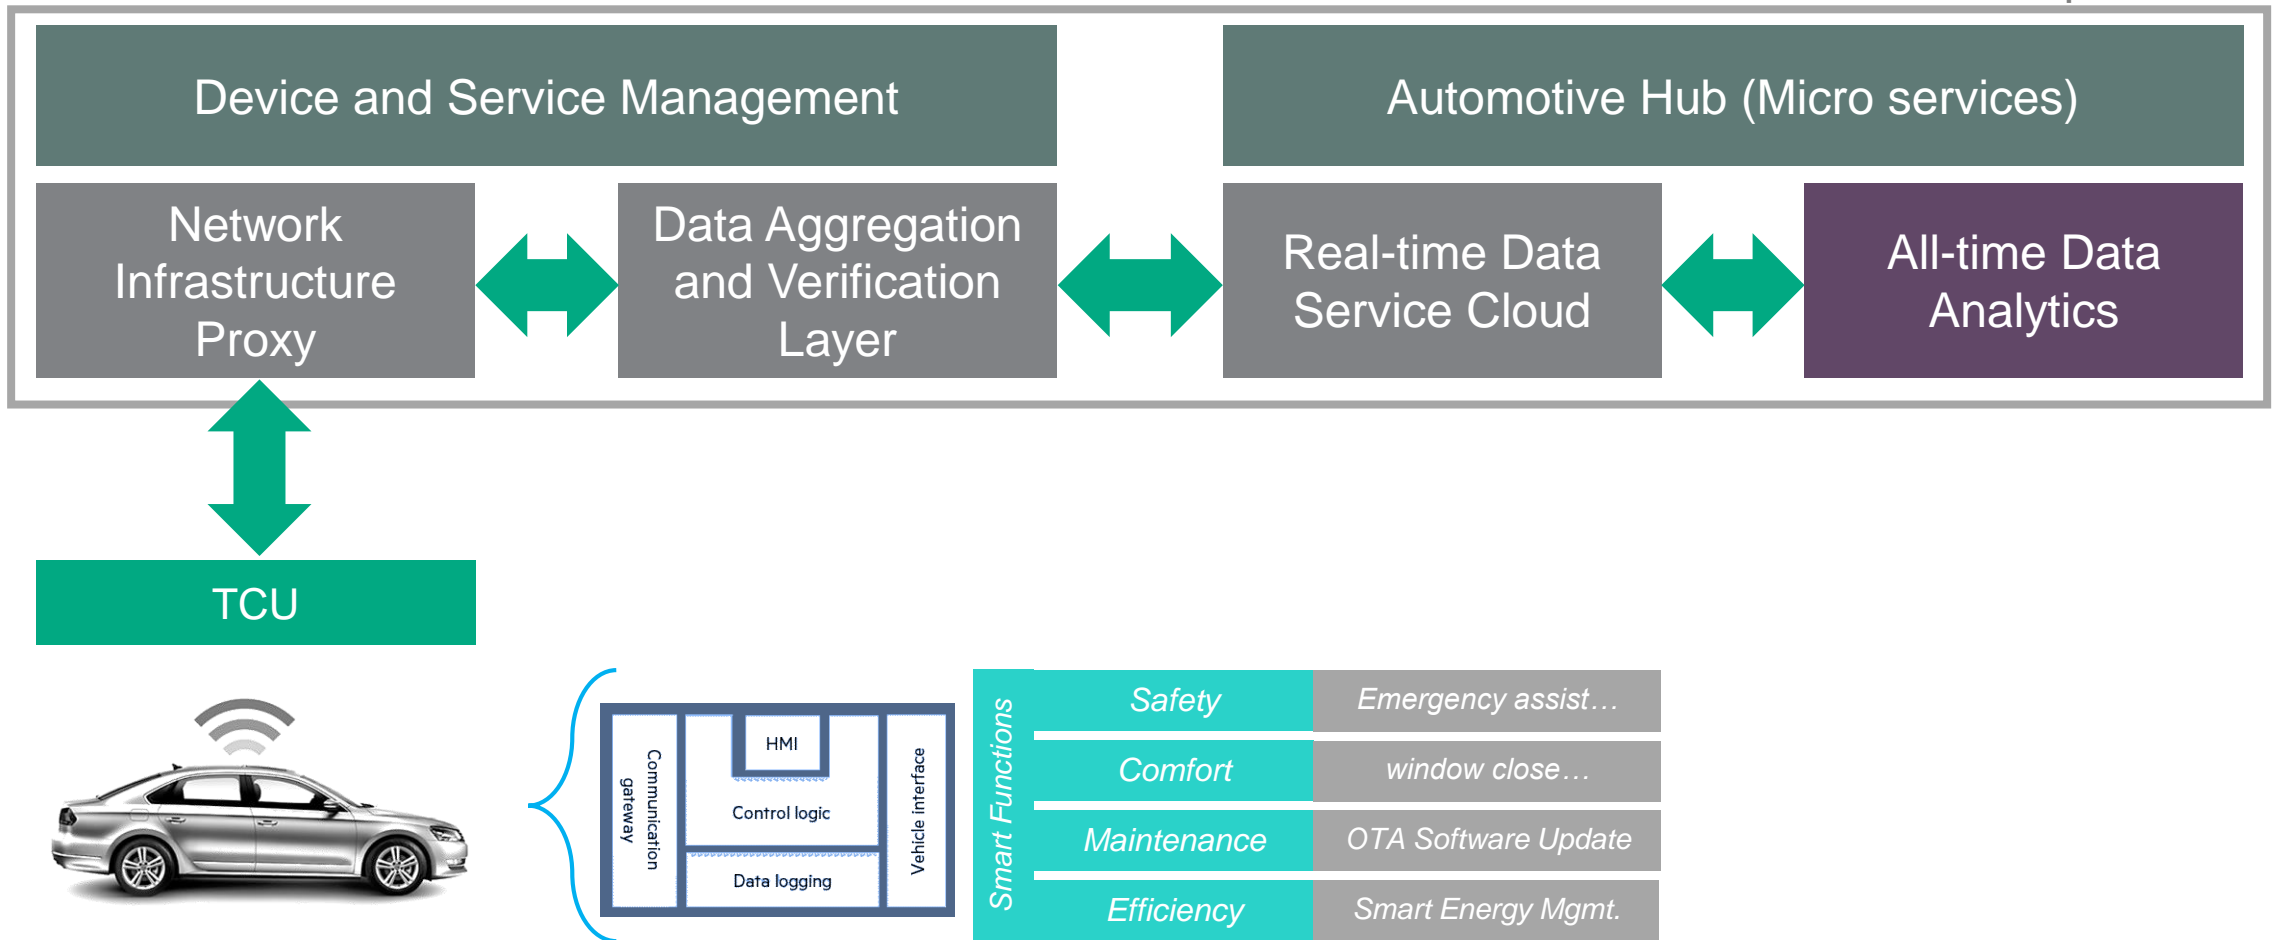 Device and Service Management
Automotive Hub (Micro services)
Network
Infrastructure
Proxy
Data Aggregation
and Verification
Layer
Real-time Data
Service Cloud
All-time Data
Analytics
TCU
Communication
gateway
HMI
Control logic
Data logging
Vehicle interface
Smart Functions
Safety
Emergency assist…
Comfort
window close…
Maintenance
OTA Software Update
Efficiency
Smart Energy Mgmt.